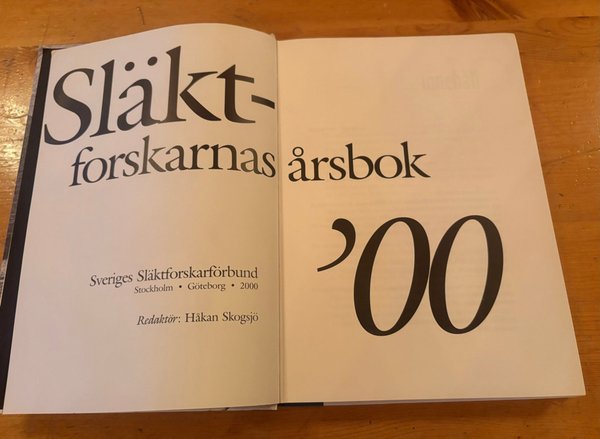 Släkt-
forskarnas årsbok
’00
Sveriges Släktforskarförbund
Stockholm • Göteborg • 2000
Redaktör: Håkan Skogsjö